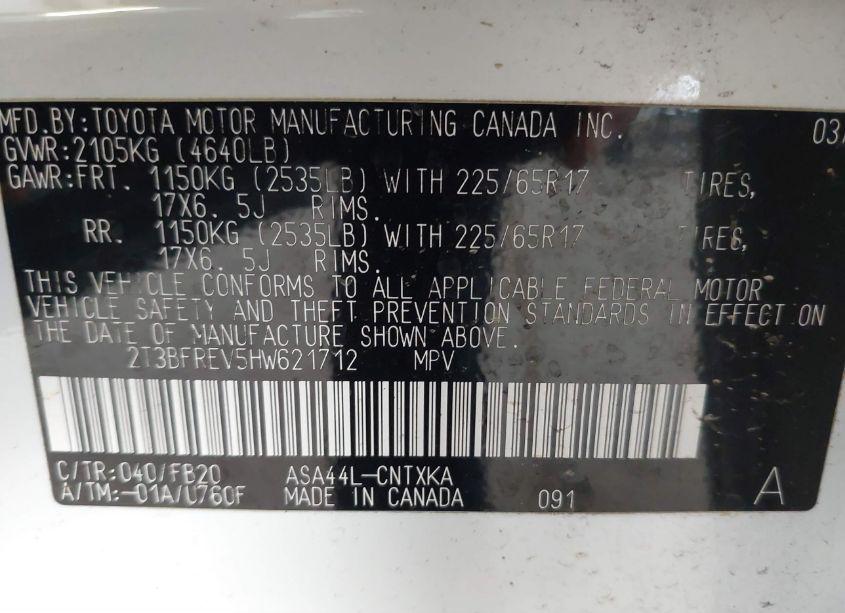 MFD.BY:TOYOTA MOTOR MANUFACTURING CANADA INC. 03/
GVWR:2105KG (4640LB)
GAWR:FRT. 1150KG (2535LB) WITH 225/65R17 TIRES,
17X6. 5J RIMS.
RR. 1150KG (2535LB) WITH 225/65R17 TIRES,
17X6. 5J RIMS.
THIS VEHICLE CONFORMS TO ALL APPLICABLE FEDERAL MOTOR
VEHICLE SAFETY AND THEFT PREVENTION STANDARDS IN EFFECT ON
THE DATE OF MANUFACTURE SHOWN ABOVE.
2T3BFREV5HW621712 MPV
C/TR:040/FB20 ASA44L-CNTXKA
A/TM:-01A/U760F MADE IN CANADA 091 A